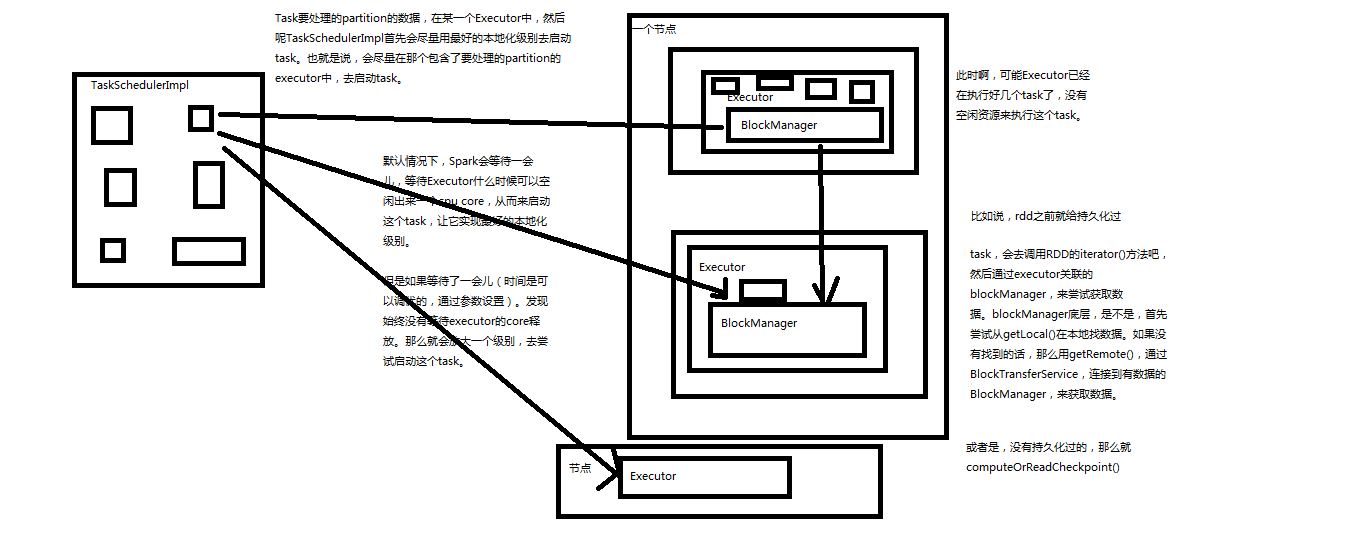 Task要处理的partition的数据，在某一个Executor中，然后
呢TaskSchedulerImpl首先会尽量用最好的本地化级别去启动
task。也就是说，会尽量在那个包含了要处理的partition的
executor中，去启动task。
TaskSchedulerImpl
一个节点
Executor
BlockManager
此时啊，可能Executor已经
在执行好几个task了，没有
空闲资源来执行这个task。
默认情况下，Spark会等待一会
儿，等待Executor什么时候可以空
闲出来一个cpu core，从而来启动
这个task，让它实现最好的本地化
级别。
但是如果等待了一会儿（时间是可
以调优的，通过参数设置）。发现
始终没有等待executor的core释
放。那么就会放大一个级别，去尝
试启动这个task。
Executor
BlockManager
比如说，rdd之前就给持久化过
task，会去调用RDD的iterator()方法吧，
然后通过executor关联的
blockManager，来尝试获取数
据。blockManager底层，是不是，首先
尝试从getLocal()在本地找数据。如果没
有找到的话，那么用getRemote()，通过
BlockTransferService，连接到有数据的
BlockManager，来获取数据。
或者是，没有持久化过的，那么就
computeOrReadCheckpoint()
节点
Executor